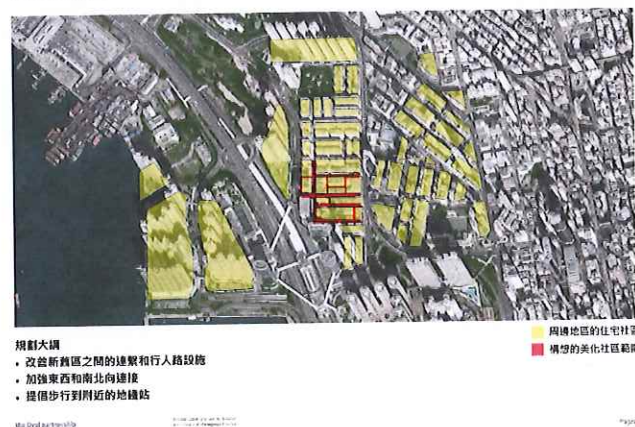 規劃大綱
• 改善新舊區之間的連繫和行人路設施
• 加強東西和南北向連接
• 提倡步行到附近的地鐵站
周邊地區的住宅社區
構想的美化社區範圍
Page